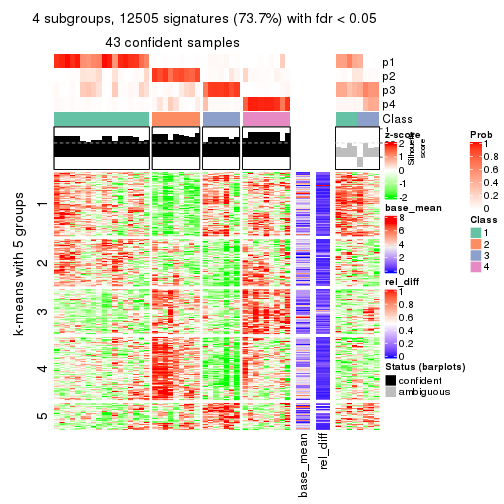 4 subgroups, 12505 signatures (73.7%) with fdr < 0.05
43 confident samples
p1
p2
p3
p4
Class
1
0
Silhouette
score
k-means with 5 groups
1
2
3
4
5
base_mean
rel_diff
z-score
2
1
0
-1
-2
base_mean
8
6
4
2
0
rel_diff
1
0.8
0.6
0.4
0.2
0
Status (barplots)
confident
ambiguous
Prob
1
0.8
0.6
0.4
0.2
0
Class
1
2
3
4